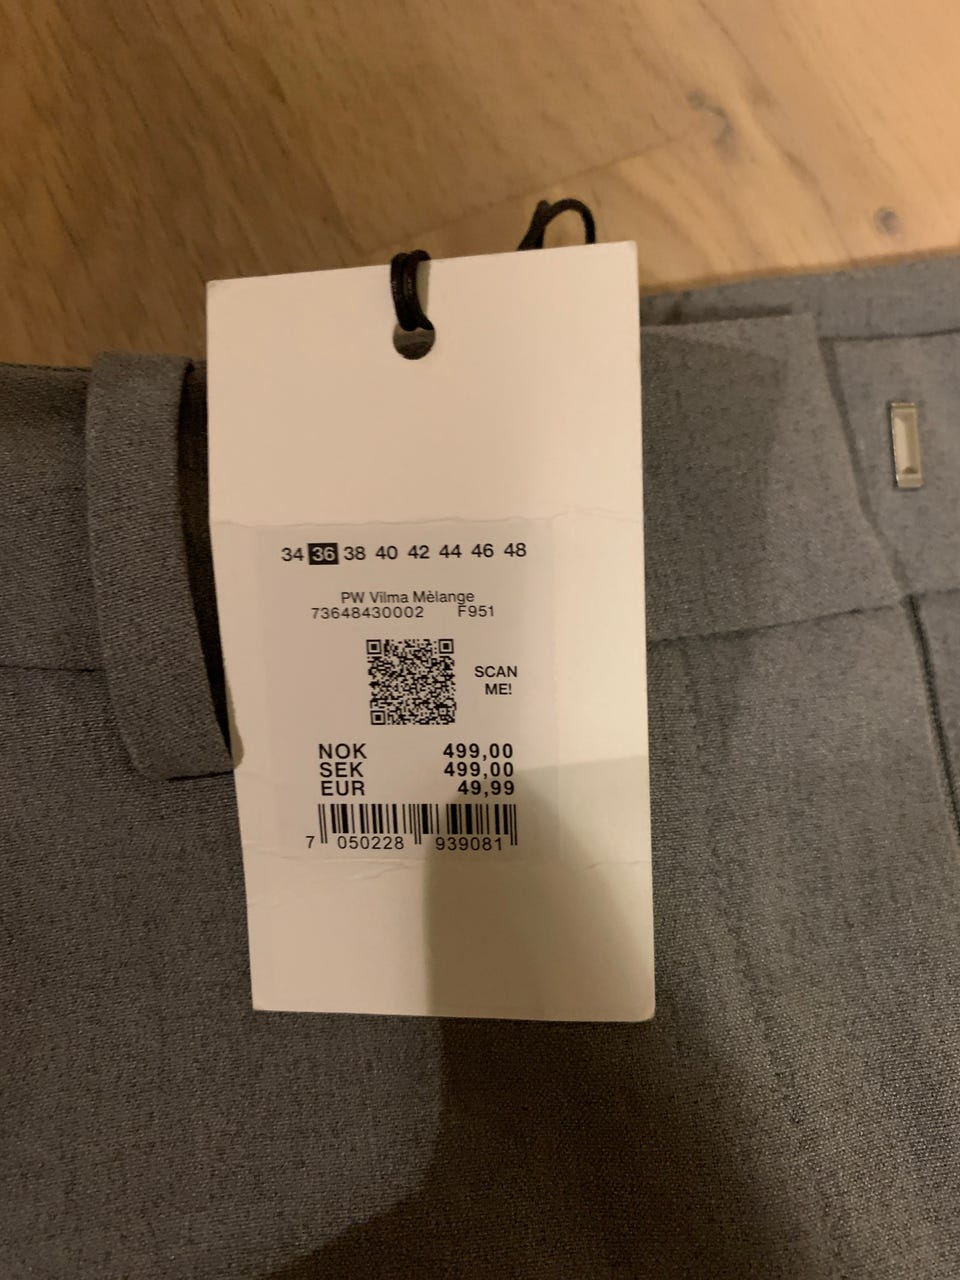 34 36 38 40 42 44 46 48
PW Vilma Mèlange
73648430002 F951
SCAN
ME!
NOK 499,00
SEK 499,00
EUR 49,99
7 050228 939081